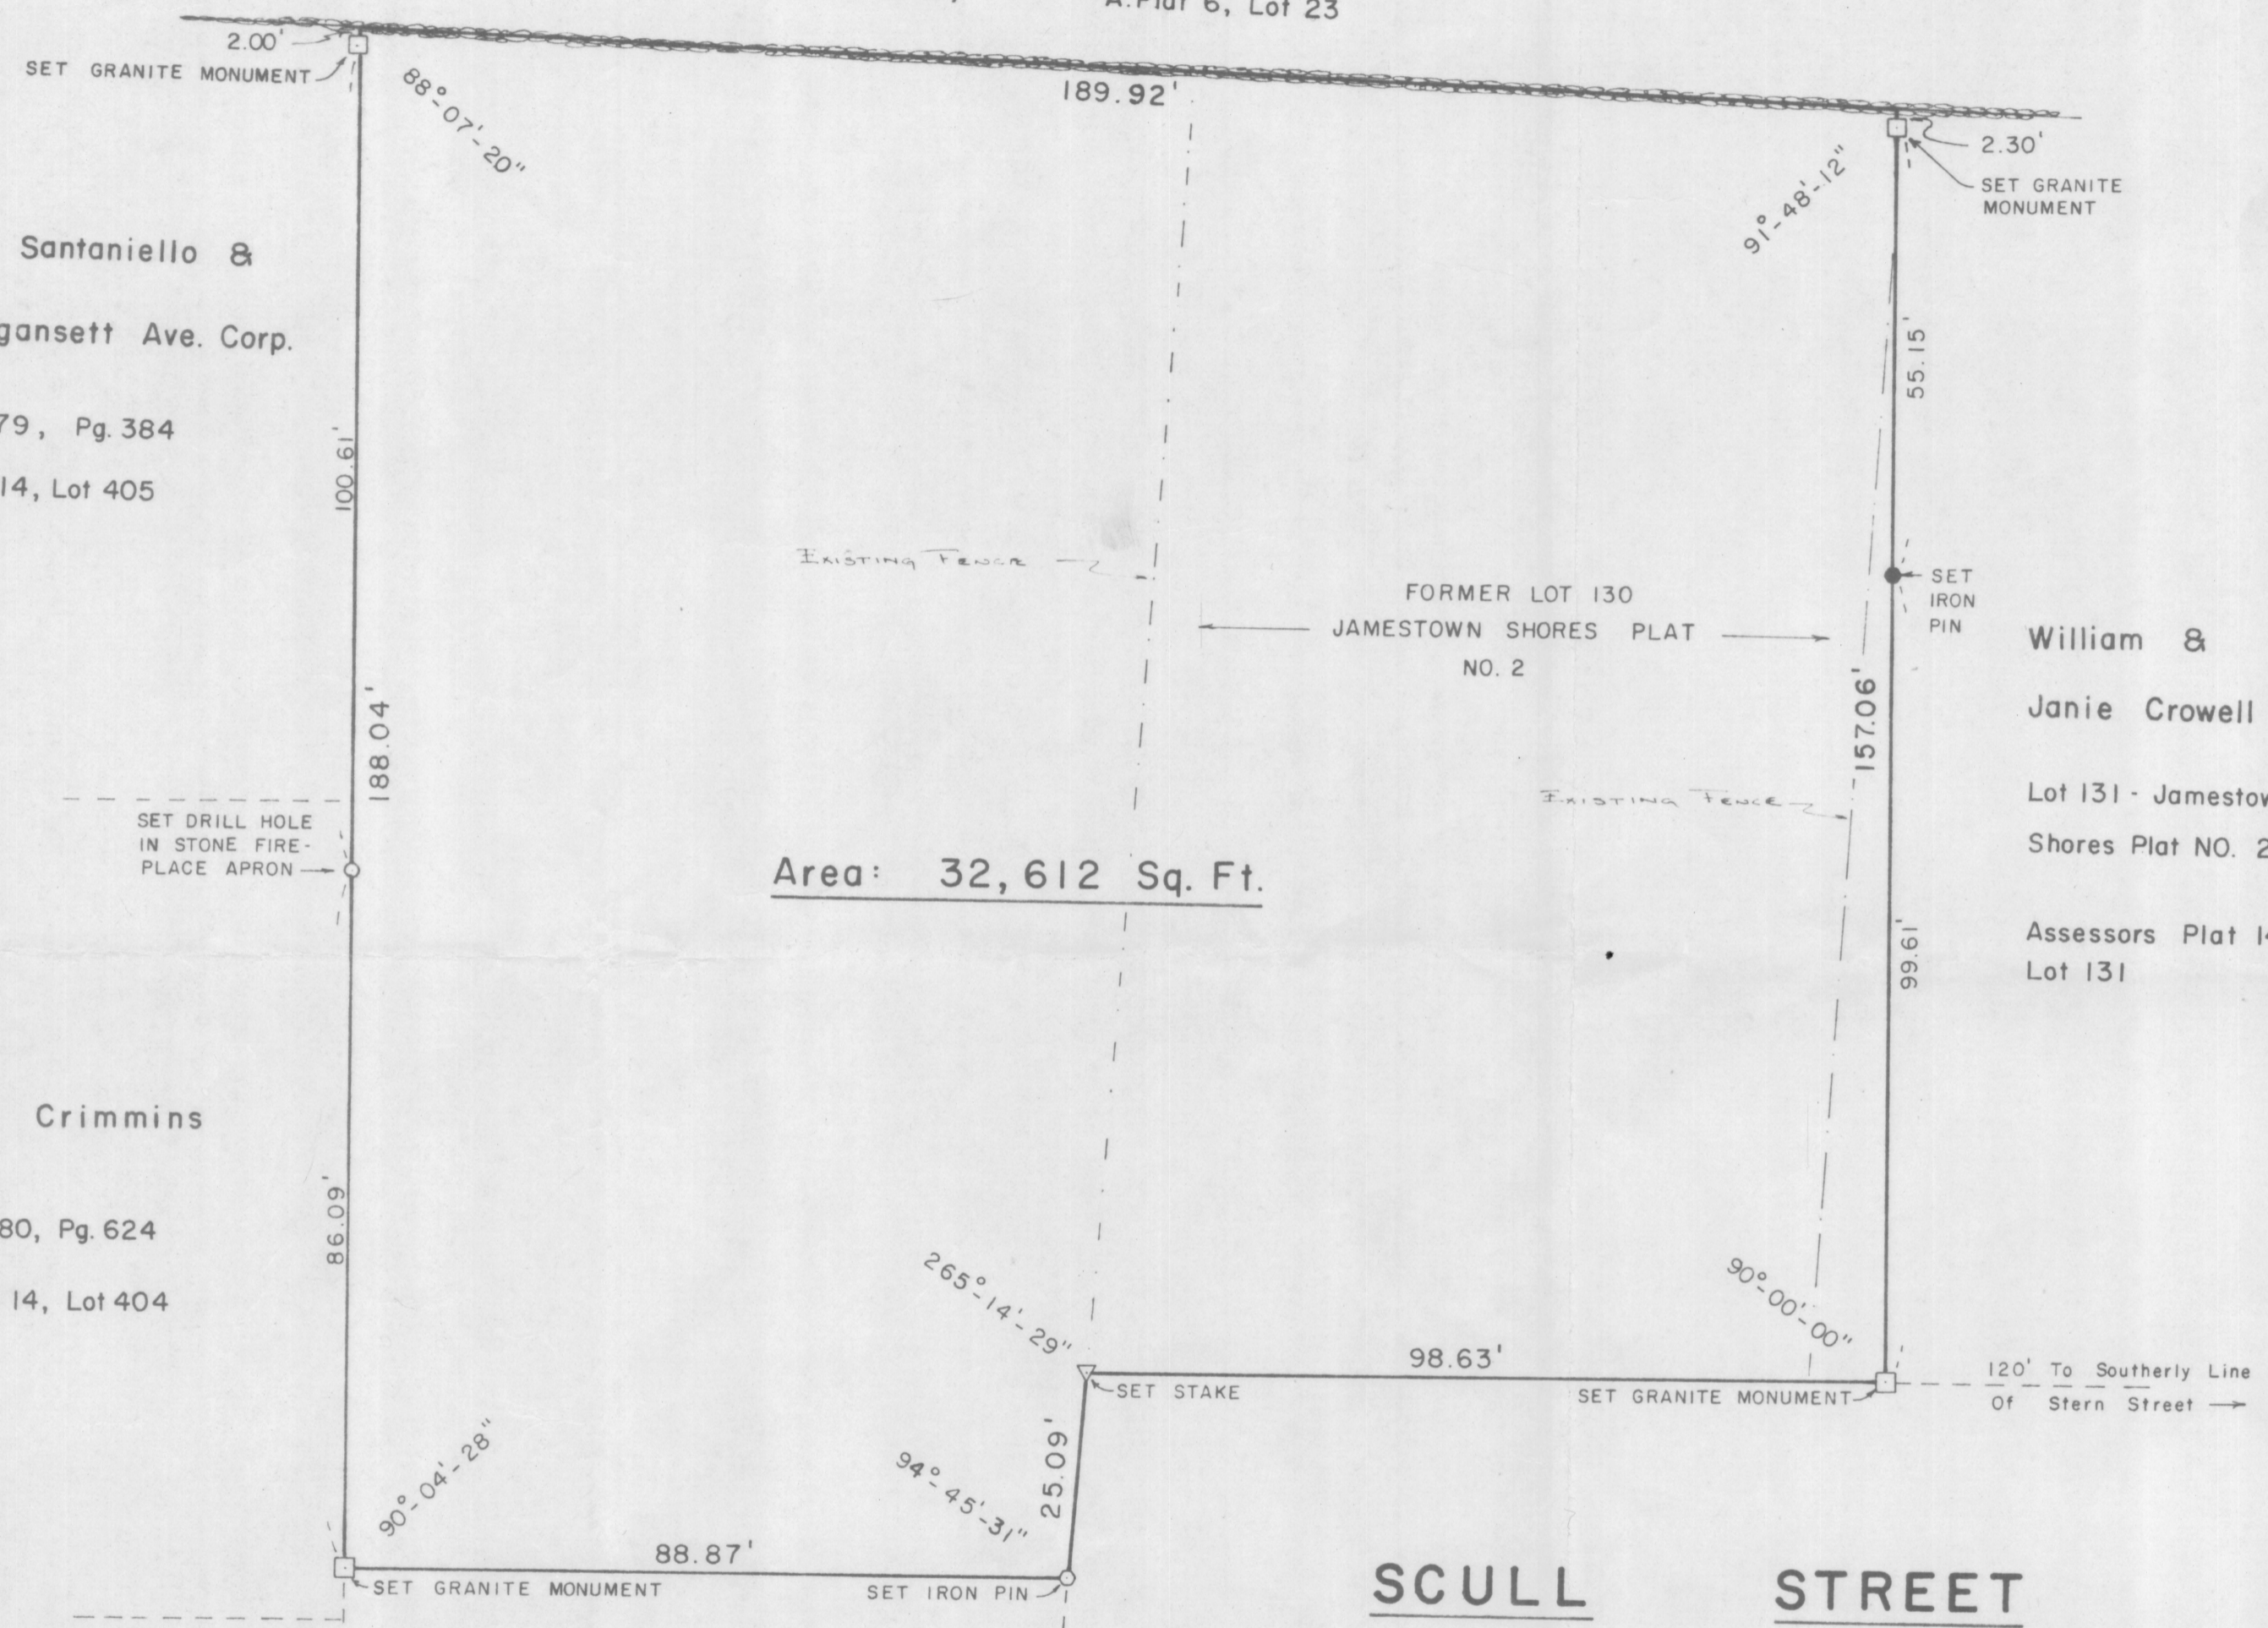 A. Plat 6, Lot 23
2.00'
SET GRANITE MONUMENT
88°-07'-20"
189.92'
91°-48'-12"
2.30'
SET GRANITE
MONUMENT
Santaniello &
gansett Ave. Corp.
79, Pg. 384
14, Lot 405
100.61'
188.04'
EXISTING FENCE
FORMER LOT 130
JAMESTOWN SHORES PLAT
NO. 2
55.15'
SET
IRON
PIN
157.06'
William &
Janie Crowell
Lot 131 - Jamestow
Shores Plat NO. 2
Assessors Plat 14
Lot 131
EXISTING FENCE
99.61'
SET DRILL HOLE
IN STONE FIRE-
PLACE APRON
Area: 32,612 Sq. Ft.
Crimmins
80, Pg. 624
14, Lot 404
86.09'
265°-14'-29"
90°-00'-00"
98.63'
SET STAKE
SET GRANITE MONUMENT
120' To Southerly Line
Of Stern Street
90°-04'-28"
94°-45'-31"
25.09'
88.87'
SET GRANITE MONUMENT
SET IRON PIN
SCULL STREET